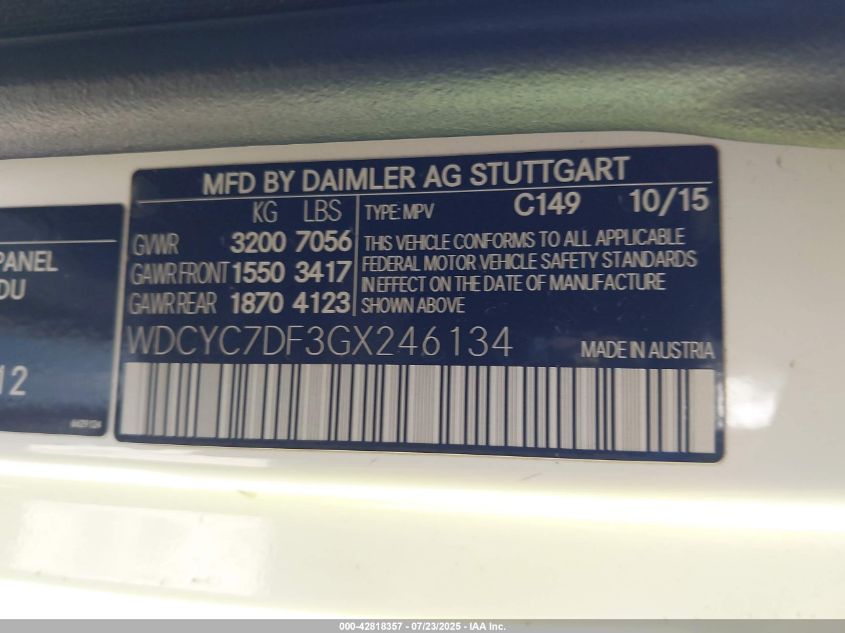 MFD BY DAIMLER AG STUTTGART
KG LBS
GVWR 3200 7056
GAWR FRONT 1550 3417
GAWR REAR 1870 4123
TYPE: MPV C149 10/15
THIS VEHICLE CONFORMS TO ALL APPLICABLE
FEDERAL MOTOR VEHICLE SAFETY STANDARDS
IN EFFECT ON THE DATE OF MANUFACTURE
SHOWN ABOVE
WDCYC7DF3GX246134 MADE IN AUSTRIA
PANEL
DU
12
000-42818357 - 07/23/2025 - IAA Inc.